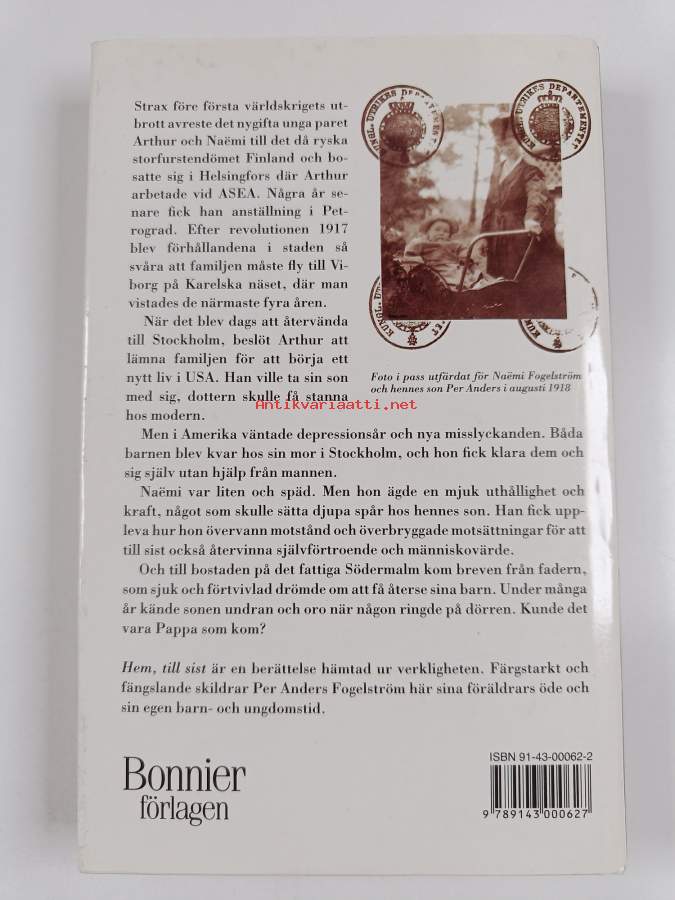 Strax före första världskrigets ut-
brott avreste det nygifta unga paret
Arthur och Naëmi till det då ryska
storfurstendömet Finland och bo-
satte sig i Helsingfors där Arthur
arbetade vid ASEA. Några år se-
nare fick han anställning i Pet-
rograd. Efter revolutionen 1917
blev förhållandena i staden så
svåra att familjen måste fly till Vi-
borg på Karelska näset, där man
vistades de närmaste fyra åren.
När det blev dags att återvända
till Stockholm, beslöt Arthur att
lämna familjen för att börja ett
nytt liv i USA. Han ville ta sin son
med sig, dottern skulle få stanna
hos modern.
KUNGL. UTRIKES DEPARTEMENTET
KUNGL. UTRIKES DEPARTEMENTET
KUNGL. UTRIKES
KUNGL. UTRIKES
Foto i pass utfärdat för Naëmi Fogelström
och hennes son Per Anders i augusti 1918
Antikvariaatti.net
Men i Amerika väntade depressionsår och nya misslyckanden. Båda
barnen blev kvar hos sin mor i Stockholm, och hon fick klara dem och
sig själv utan hjälp från mannen.
Naëmi var liten och späd. Men hon ägde en mjuk uthållighet och
kraft, något som skulle sätta djupa spår hos hennes son. Han fick upp-
leva hur hon övervann motstånd och överbryggade motsättningar för att
till sist också återvinna självförtroende och människovärde.
Och till bostaden på det fattiga Södermalm kom breven från fadern,
som sjuk och förtvivlad drömde om att få återse sina barn. Under många
år kände sonen undran och oro när någon ringde på dörren. Kunde det
vara Pappa som kom?
Hem, till sist är en berättelse hämtad ur verkligheten. Färgstarkt och
fängslande skildrar Per Anders Fogelström här sina föräldrars öde och
sin egen barn- och ungdomstid.
Bonnier
förlagen
ISBN 91-43-00062-2
9 789143 000627